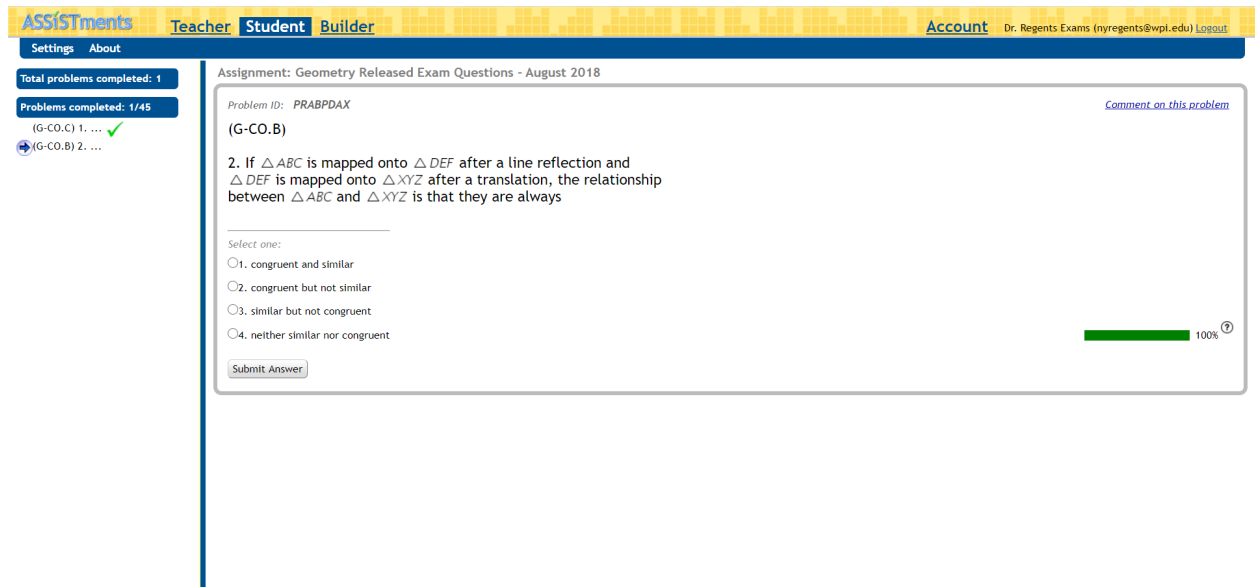 ASSiSTments
Teacher Student Builder
Account Dr. Regents Exams (nyregents@wpi.edu) Logout
Settings About
Total problems completed: 1
Problems completed: 1/45
(G-CO.C) 1. ...
(G-CO.B) 2. ...
Assignment: Geometry Released Exam Questions - August 2018
Problem ID: PRABPDAX
Comment on this problem
(G-CO.B)
2. If △ABC is mapped onto △DEF after a line reflection and
△DEF is mapped onto △XYZ after a translation, the relationship
between △ABC and △XYZ is that they are always
Select one:
1. congruent and similar
2. congruent but not similar
3. similar but not congruent
4. neither similar nor congruent
100% ?
Submit Answer